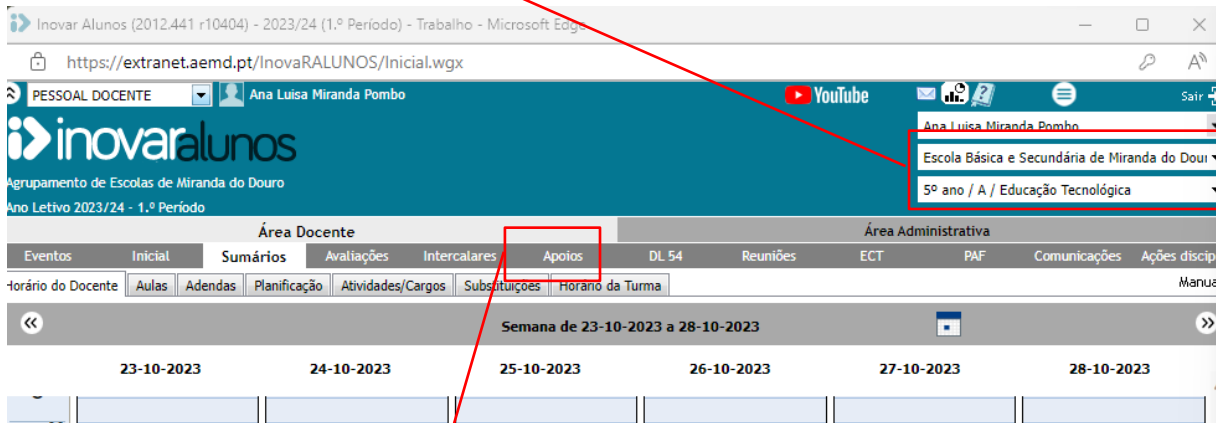 Inovar Alunos (2012.441 r10404) - 2023/24 (1.º Período) - Trabalho - Microsoft Edge
https://extranet.aemd.pt/InovaRALUNOS/Inicial.wgx
PESSOAL DOCENTE Ana Luisa Miranda Pombo YouTube Sair
inovaralunos
Ana Luisa Miranda Pombo
Escola Básica e Secundária de Miranda do Dour
Agrupamento de Escolas de Miranda do Douro
5º ano / A / Educação Tecnológica
Ano Letivo 2023/24 - 1.º Período
Área Docente Área Administrativa
Eventos Inicial Sumários Avaliações Intercalares Apoios DL 54 Reuniões ECT PAF Comunicações Ações discip
Horário do Docente Aulas Adendas Planificação Atividades/Cargos Substituições Horário da Turma Manua
Semana de 23-10-2023 a 28-10-2023
23-10-2023 24-10-2023 25-10-2023 26-10-2023 27-10-2023 28-10-2023